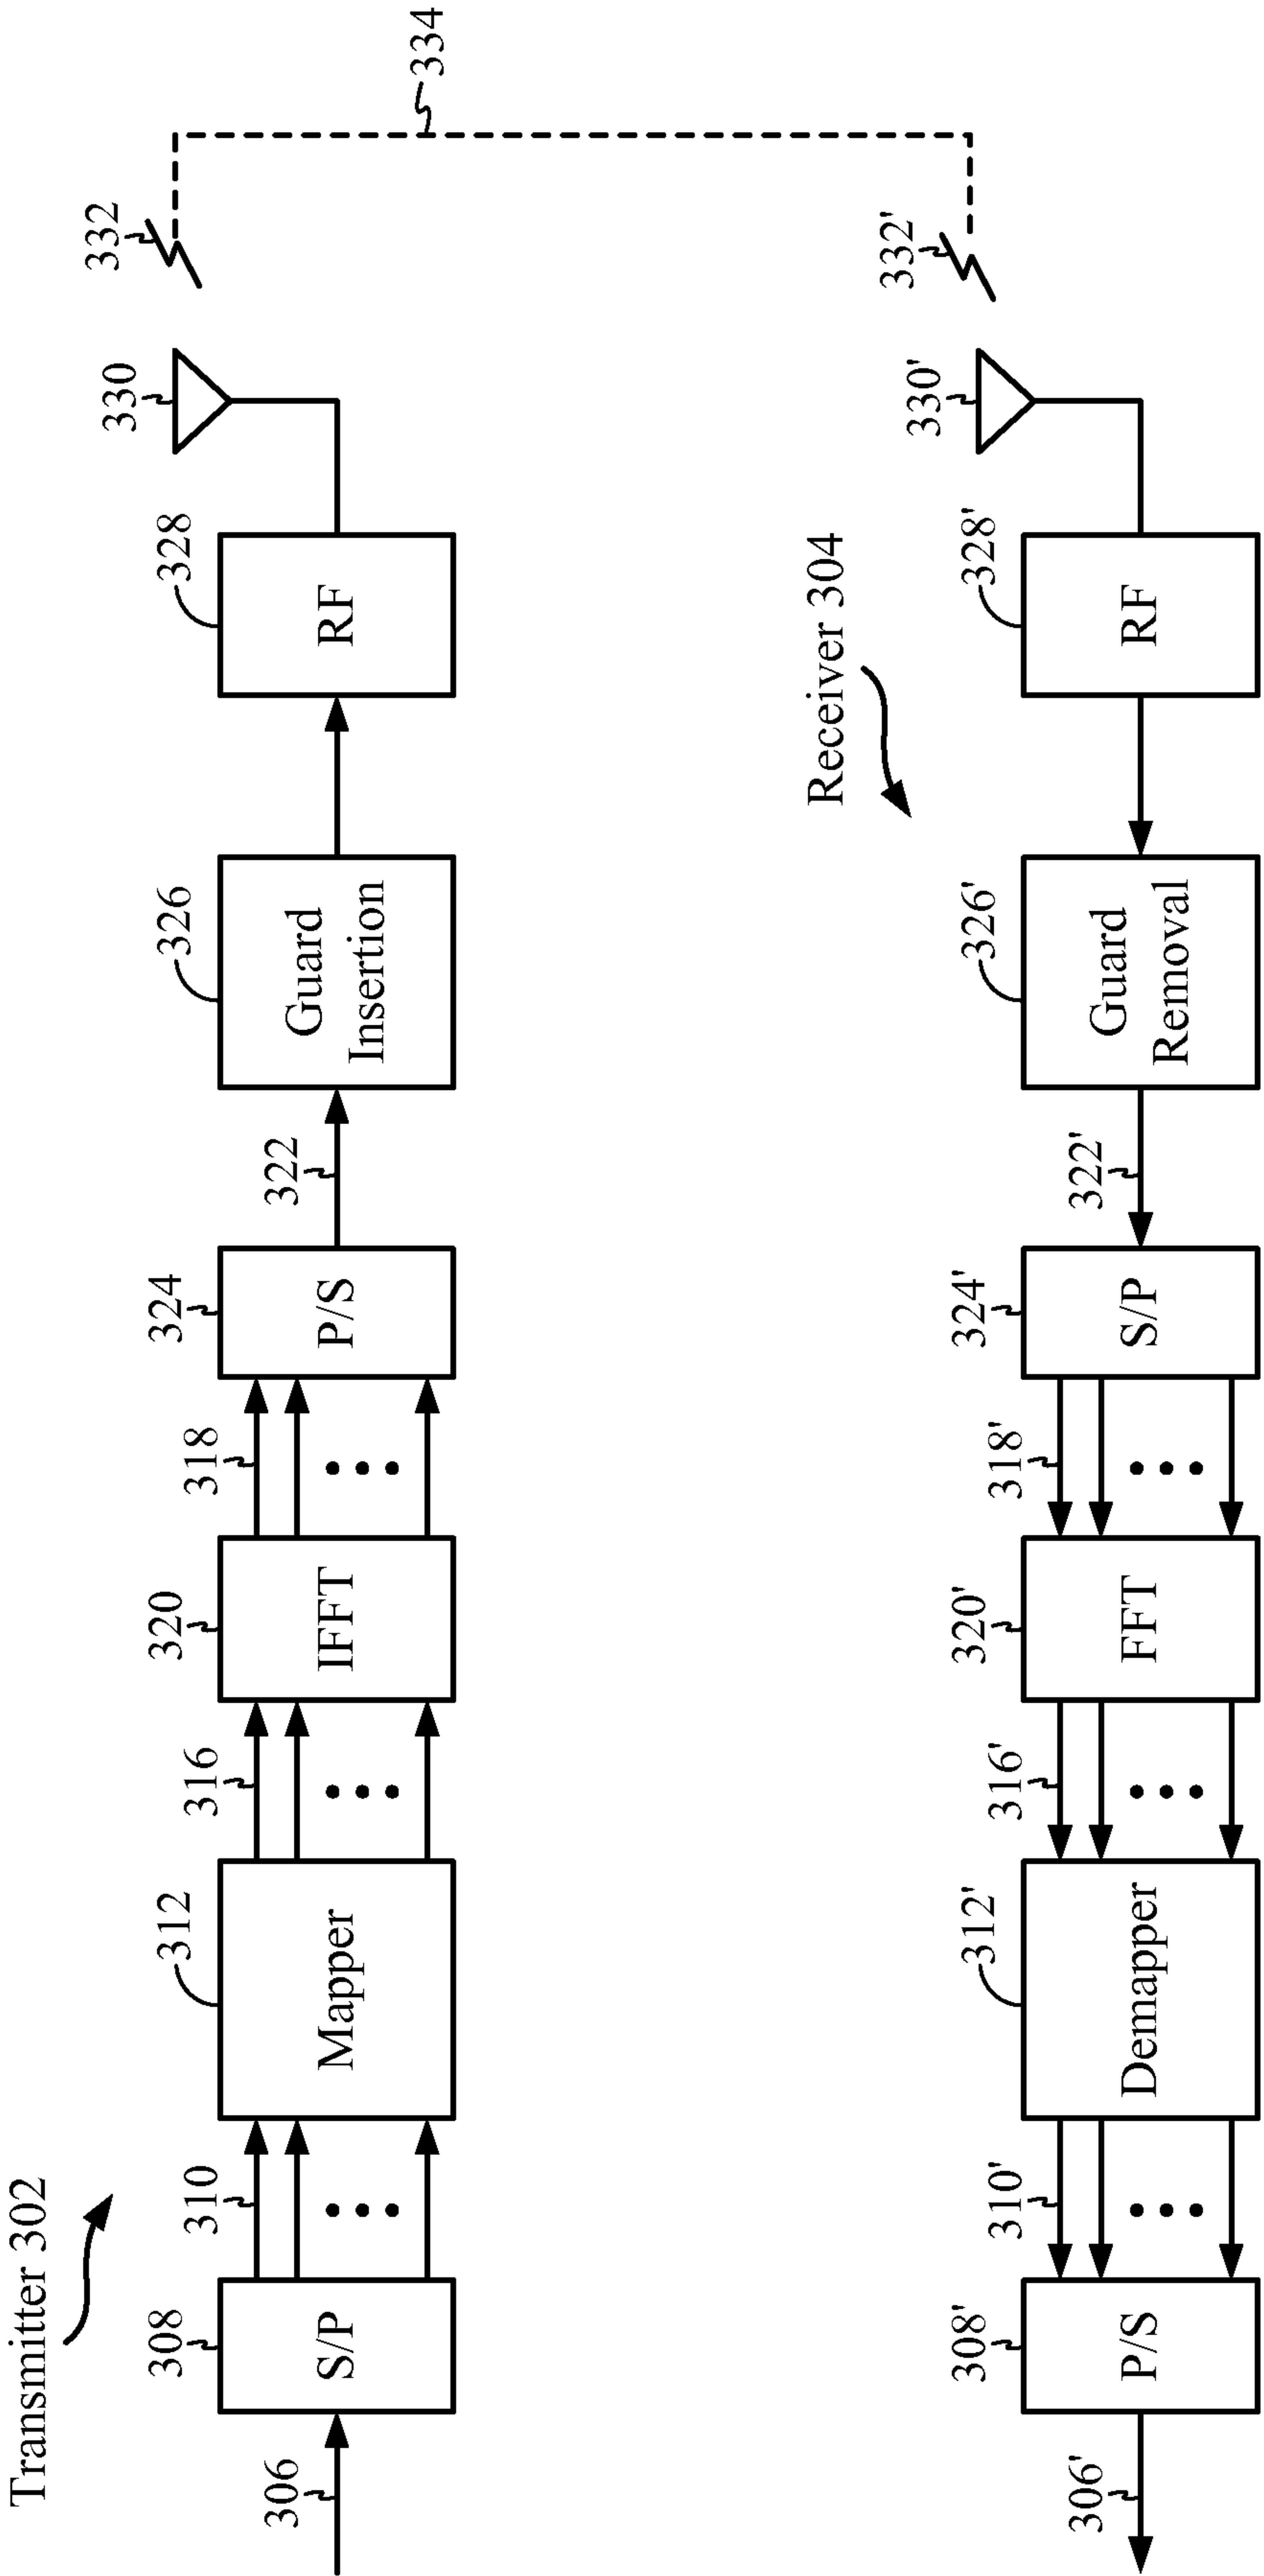 Transmitter 302
306
308
S/P
310
312
Mapper
316
320
IFFT
318
324
P/S
322
326
Guard
Insertion
328
RF
330
332
334
Receiver 304
306'
308'
P/S
310'
312'
Demapper
316'
320'
FFT
318'
324'
S/P
322'
326'
Guard
Removal
328'
RF
330'
332'